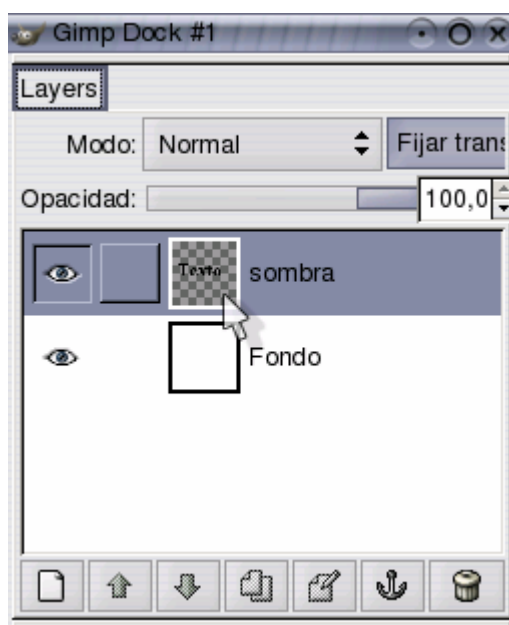 Gimp Dock #1
Layers
Modo: Normal Fijar trans
Opacidad: 100,0
Texto sombra
Fondo